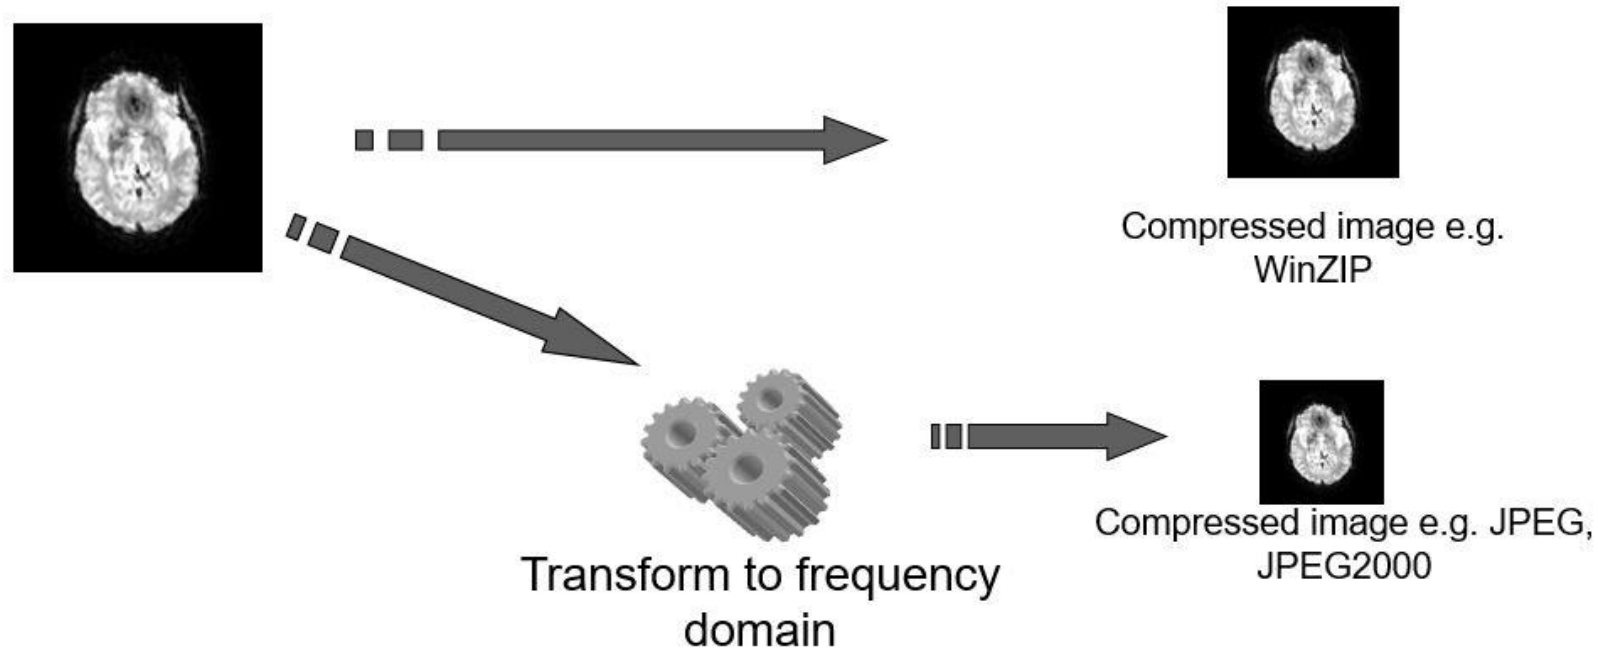 Compressed image e.g.
WinZIP
Compressed image e.g. JPEG,
JPEG2000
Transform to frequency
domain